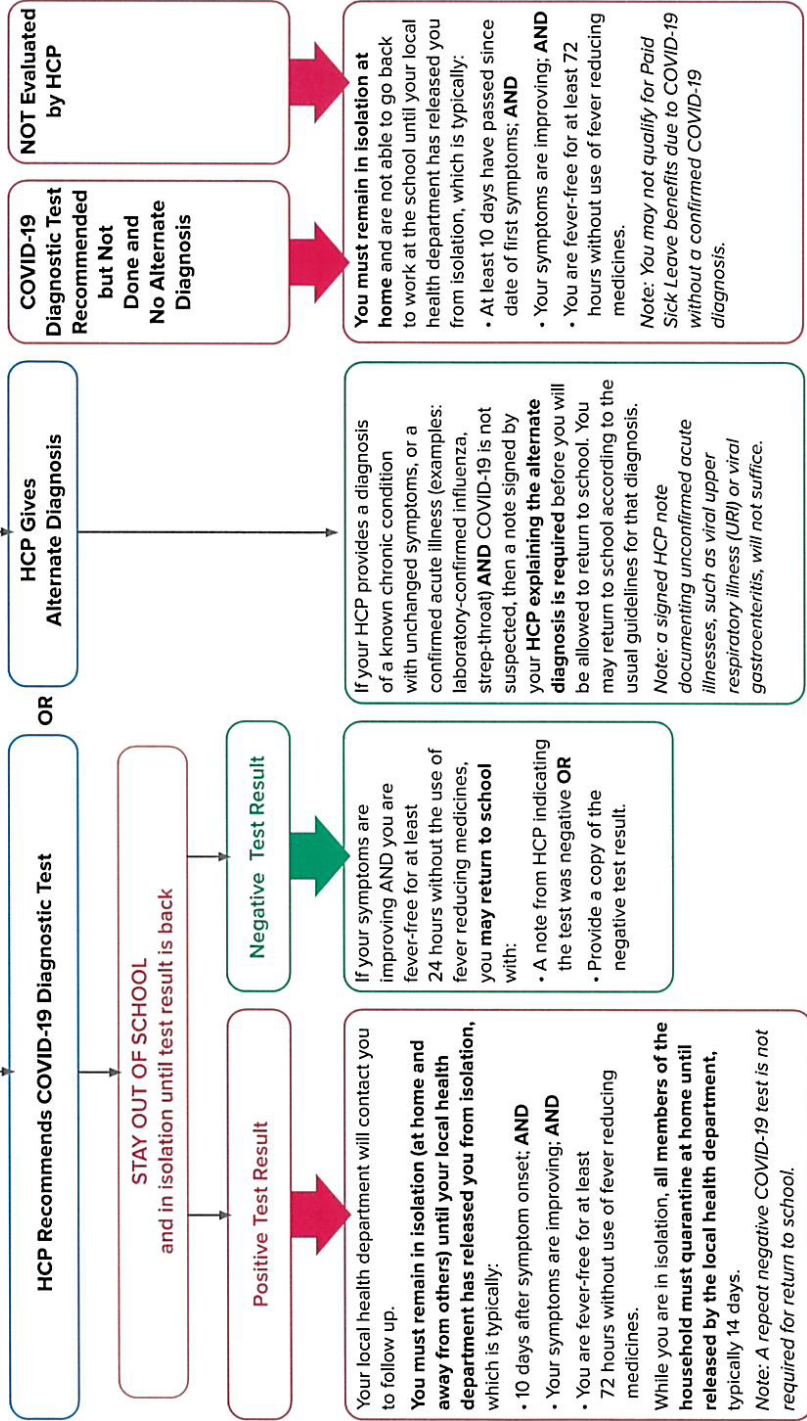 HCP Recommends COVID-19 Diagnostic Test
OR
HCP Gives
Alternate Diagnosis
COVID-19
Diagnostic Test
Recommended
but Not
Done and
No Alternate
Diagnosis
NOT Evaluated
by HCP
STAY OUT OF SCHOOL
and in isolation until test result is back
Positive Test Result
Negative Test Result
Your local health department will contact you
to follow up.
You must remain in isolation (at home and
away from others) until your local health
department has released you from isolation,
which is typically:
• 10 days after symptom onset; AND
• Your symptoms are improving; AND
• You are fever-free for at least
72 hours without use of fever reducing
medicines.
While you are in isolation, all members of the
household must quarantine at home until
released by the local health department,
typically 14 days.
Note: A repeat negative COVID-19 test is not
required for return to school.
If your symptoms are
improving AND you are
fever-free for at least
24 hours without the use of
fever reducing medicines,
you may return to school
with:
• A note from HCP indicating
the test was negative OR
• Provide a copy of the
negative test result.
If your HCP provides a diagnosis
of a known chronic condition
with unchanged symptoms, or a
confirmed acute illness (examples:
laboratory-confirmed influenza,
strep-throat) AND COVID-19 is not
suspected, then a note signed by
your HCP explaining the alternate
diagnosis is required before you will
be allowed to return to school. You
may return to school according to the
usual guidelines for that diagnosis.
Note: a signed HCP note
documenting unconfirmed acute
illnesses, such as viral upper
respiratory illness (URI) or viral
gastroenteritis, will not suffice.
You must remain in isolation at
home and are not able to go back
to work at the school until your local
health department has released you
from isolation, which is typically:
• At least 10 days have passed since
date of first symptoms; AND
• Your symptoms are improving; AND
• You are fever-free for at least 72
hours without use of fever reducing
medicines.
Note: You may not qualify for Paid
Sick Leave benefits due to COVID-19
without a confirmed COVID-19
diagnosis.